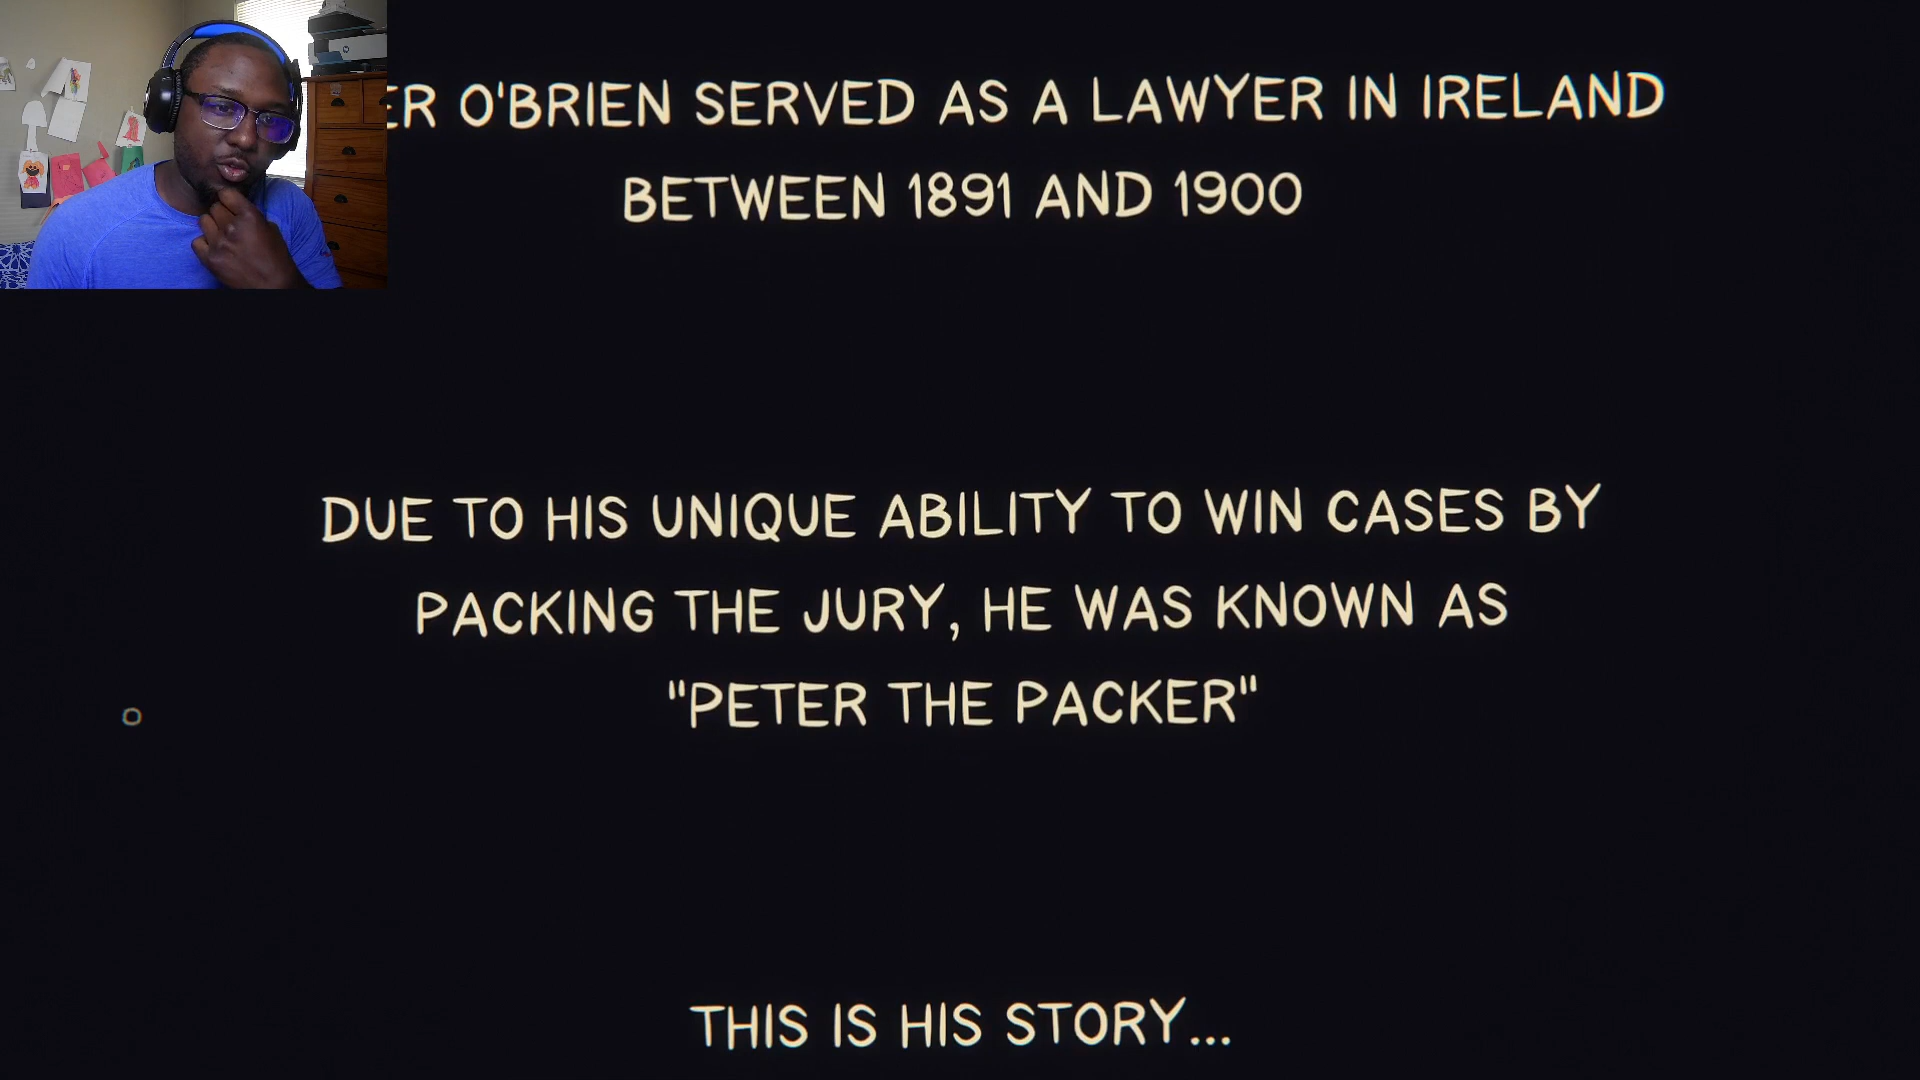 ER O'BRIEN SERVED AS A LAWYER IN IRELAND
BETWEEN 1891 AND 1900
DUE TO HIS UNIQUE ABILITY TO WIN CASES BY
PACKING THE JURY, HE WAS KNOWN AS
"PETER THE PACKER"
THIS IS HIS STORY...